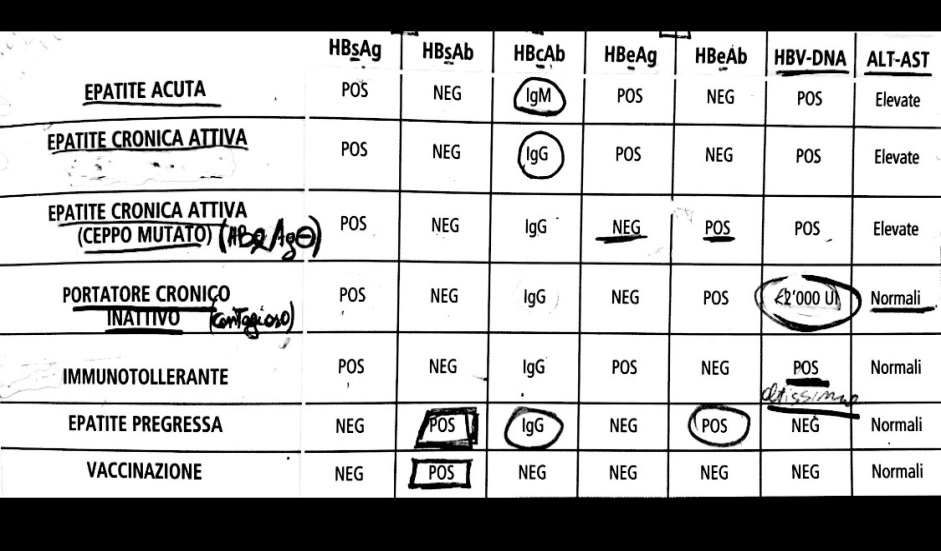 HBsAg HBsAb HBcAb HBeAg HBeAb HBV-DNA ALT-AST
EPATITE ACUTA POS NEG IgM POS NEG POS Elevate
EPATITE CRONICA ATTIVA POS NEG IgG POS NEG POS Elevate
EPATITE CRONICA ATTIVA
(CEPPO MUTATO) (HBeAg⊖) POS NEG IgG NEG POS POS Elevate
PORTATORE CRONICO
INATTIVO (contagioso) POS NEG IgG NEG POS <2'000 UI Normali
IMMUNOTOLLERANTE POS NEG IgG POS NEG POS Normali
altissimo
EPATITE PREGRESSA NEG POS IgG NEG POS NEG Normali
VACCINAZIONE NEG POS NEG NEG NEG NEG Normali